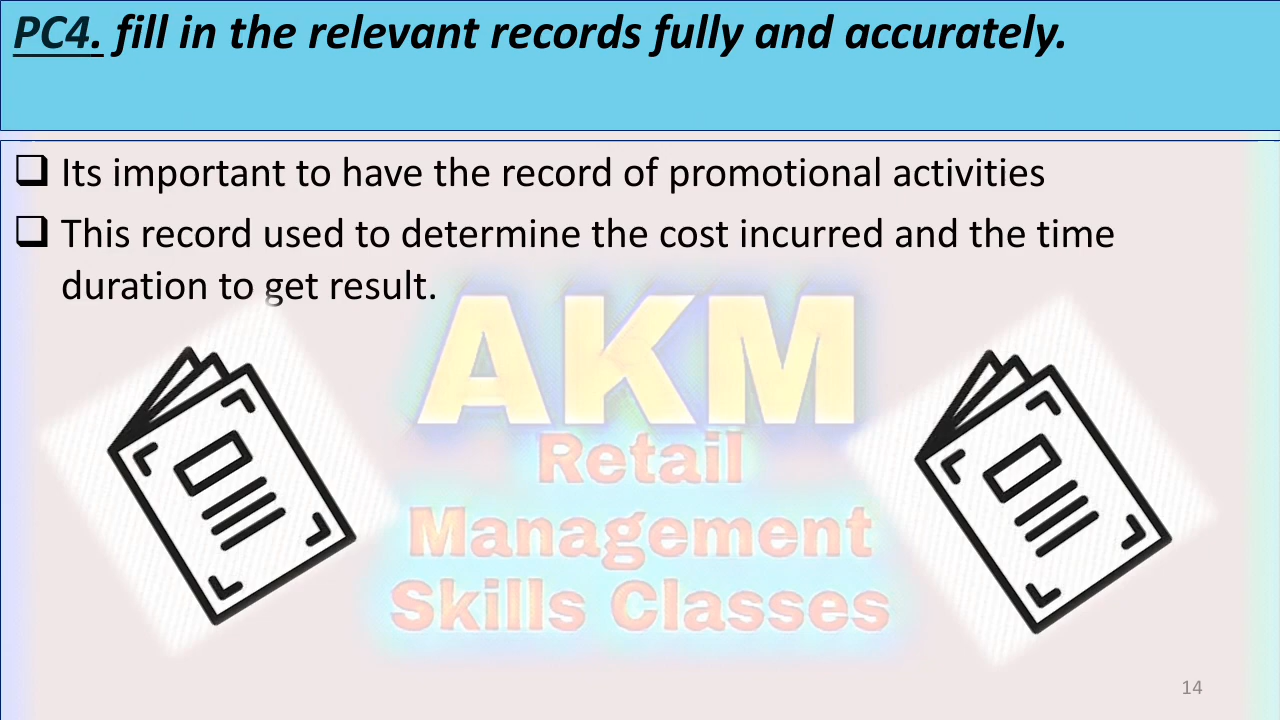 PC4. fill in the relevant records fully and accurately.
Its important to have the record of promotional activities
This record used to determine the cost incurred and the time
duration to get result.
AKM
Retail
Management
Skills Classes
14